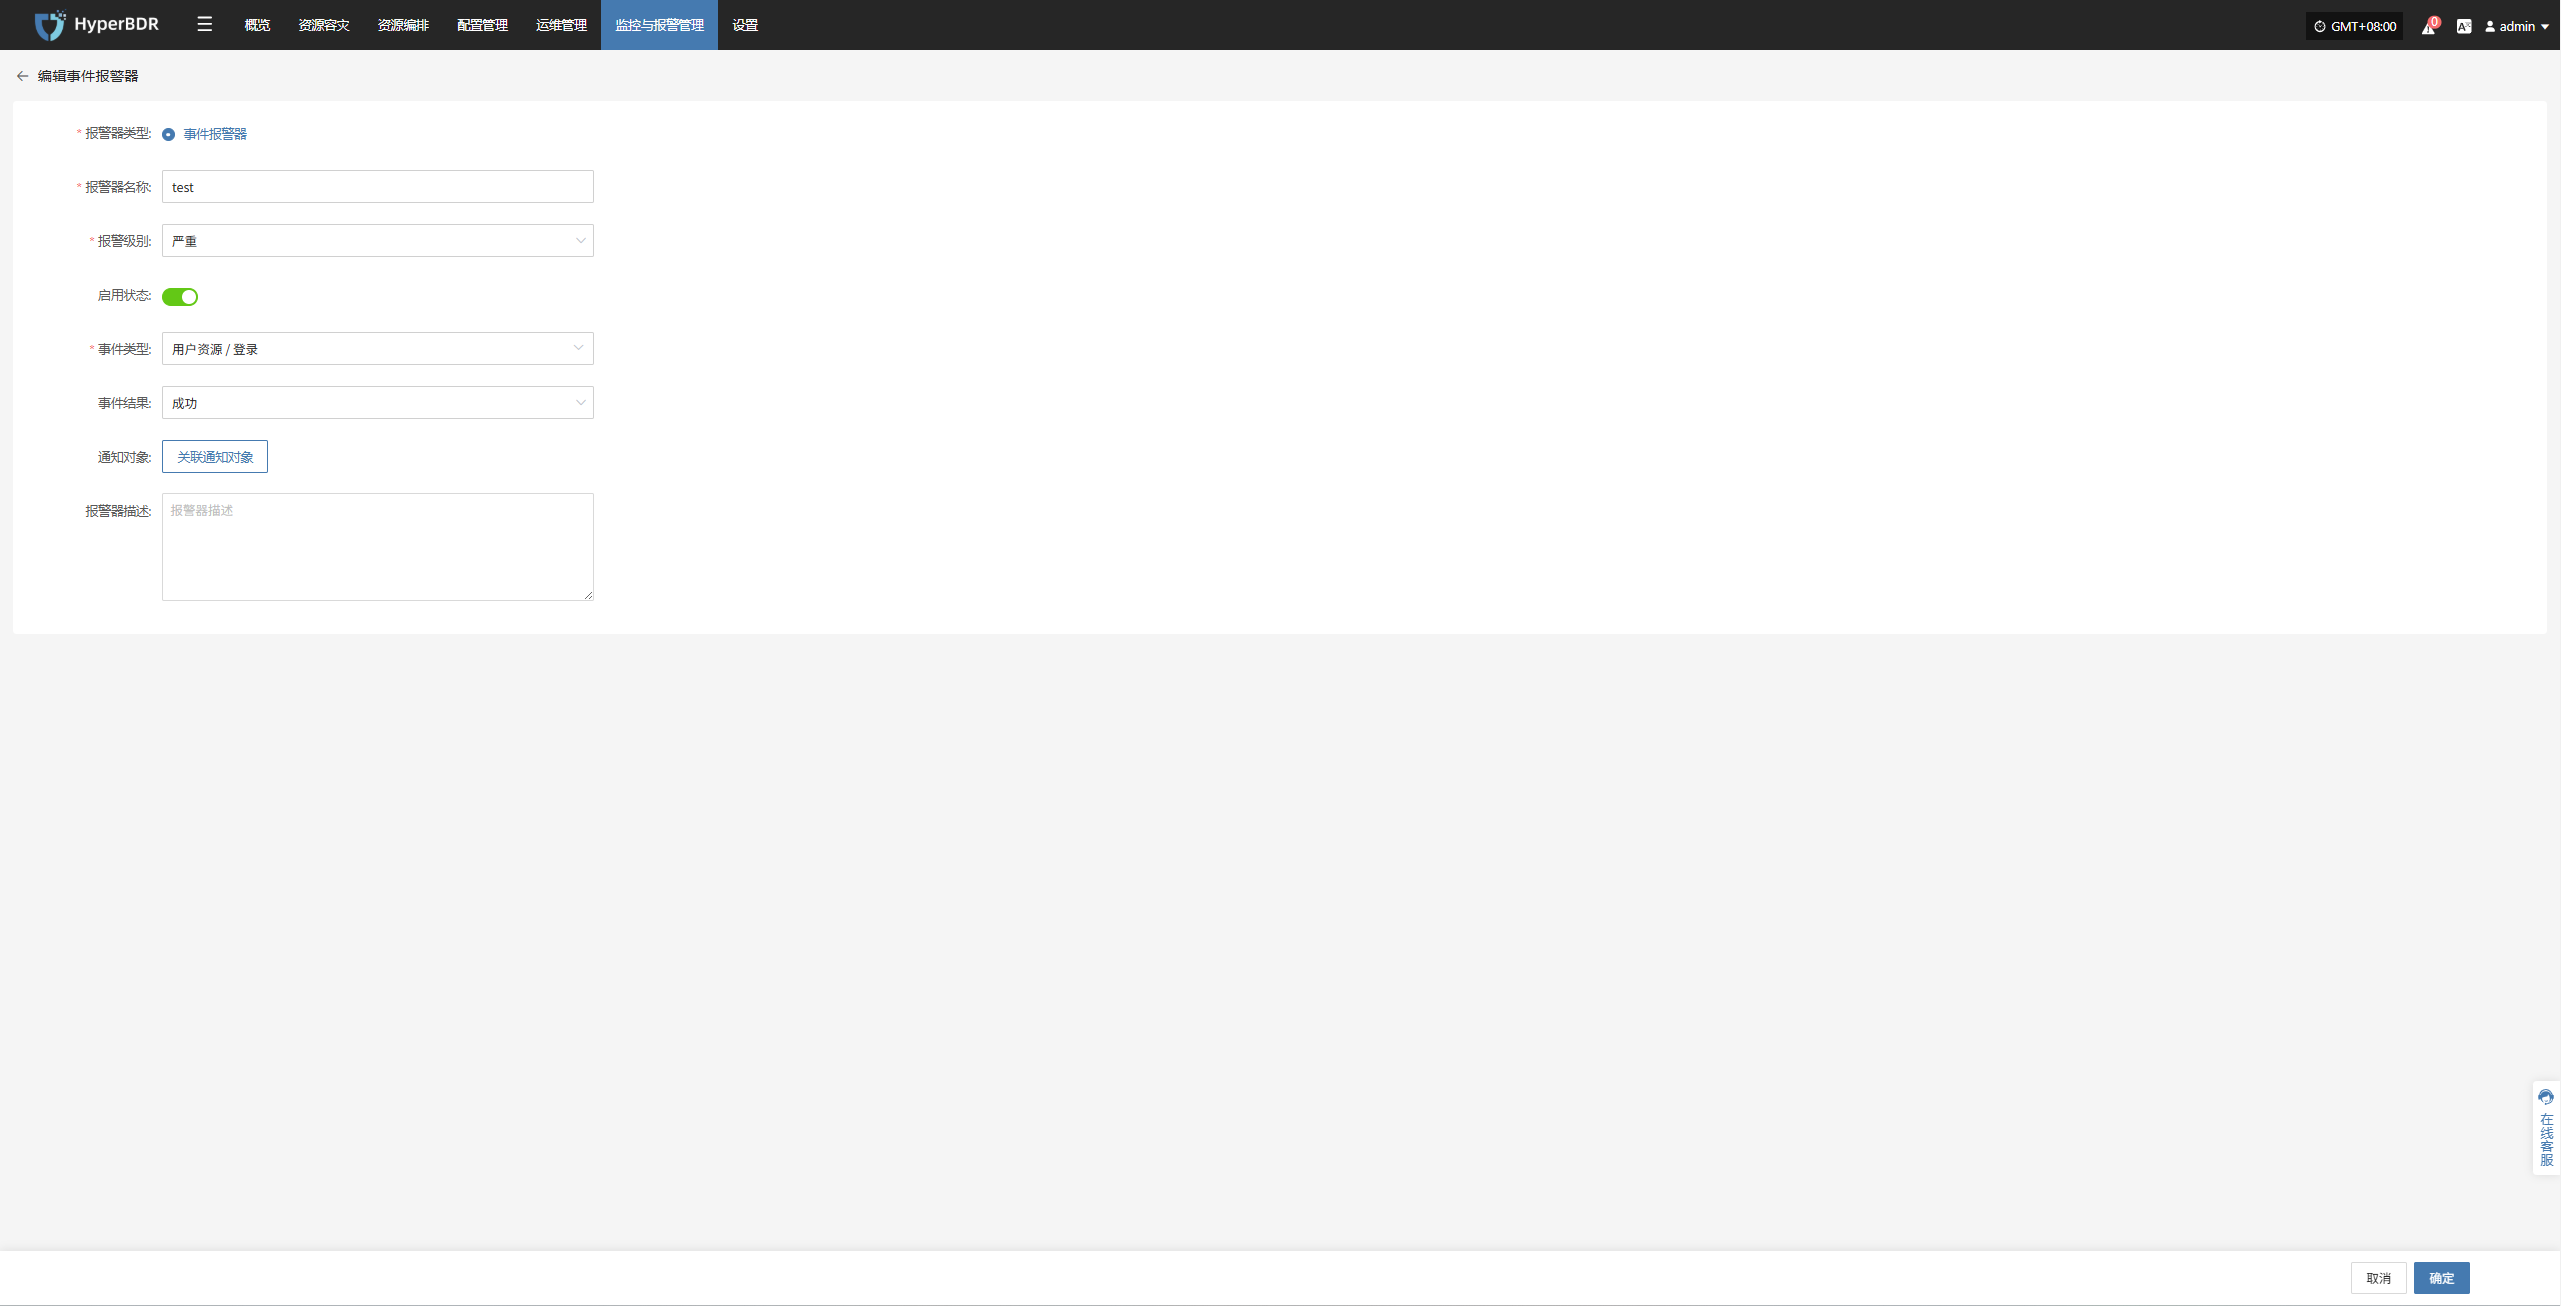 HyperBDR
概览 资源容灾 资源编排 配置管理 运维管理 监控与报警管理 设置
GMT+08:00
0
admin
编辑事件报警器
* 报警器类型: 事件报警器
* 报警器名称: test
* 报警级别: 严重
启用状态:
* 事件类型: 用户资源 / 登录
事件结果: 成功
通知对象: 关联通知对象
报警器描述: 报警器描述
在线客服
取消 确定